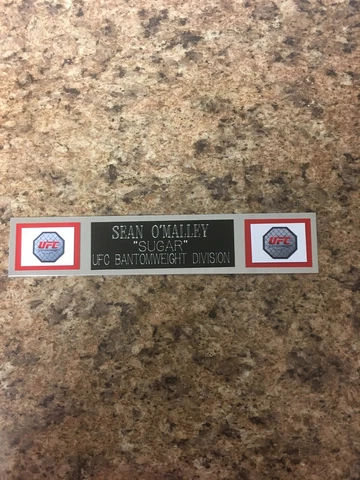 UFC
SEAN O'MALLEY
"SUGAR"
UFC BANTOMWEIGHT DIVISION
UFC